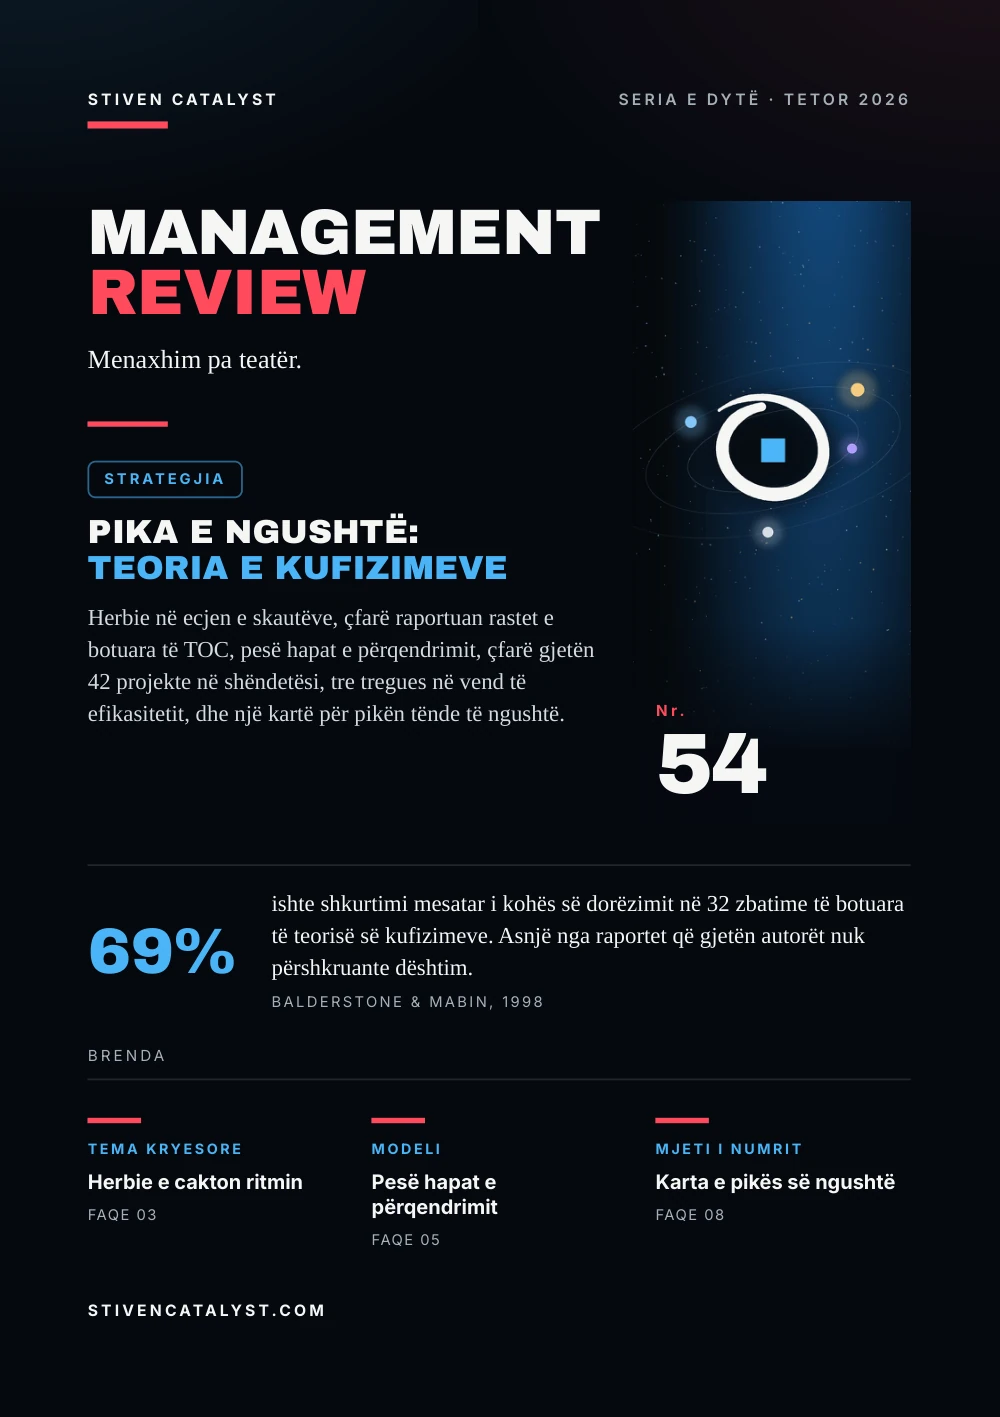 STIVEN CATALYST
SERIA E DYTË · TETOR 2026
MANAGEMENT
REVIEW
Menaxhim pa teatër.
STRATEGJIA
PIKA E NGUSHTË:
TEORIA E KUFIZIMEVE
Herbie në ecjen e skautëve, çfarë raportuan rastet e
botuara të TOC, pesë hapat e përqendrimit, çfarë gjetën
42 projekte në shëndetësi, tre tregues në vend të
efikasitetit, dhe një kartë për pikën tënde të ngushtë.
Nr.
54
69%
ishte shkurtimi mesatar i kohës së dorëzimit në 32 zbatime të botuara
të teorisë së kufizimeve. Asnjë nga raportet që gjetën autorët nuk
përshkruante dështim.
BALDERSTONE & MABIN, 1998
BRENDA
TEMA KRYESORE
Herbie e cakton ritmin
FAQE 03
MODELI
Pesë hapat e
përqendrimit
FAQE 05
MJETI I NUMRIT
Karta e pikës së ngushtë
FAQE 08
STIVENCATALYST.COM